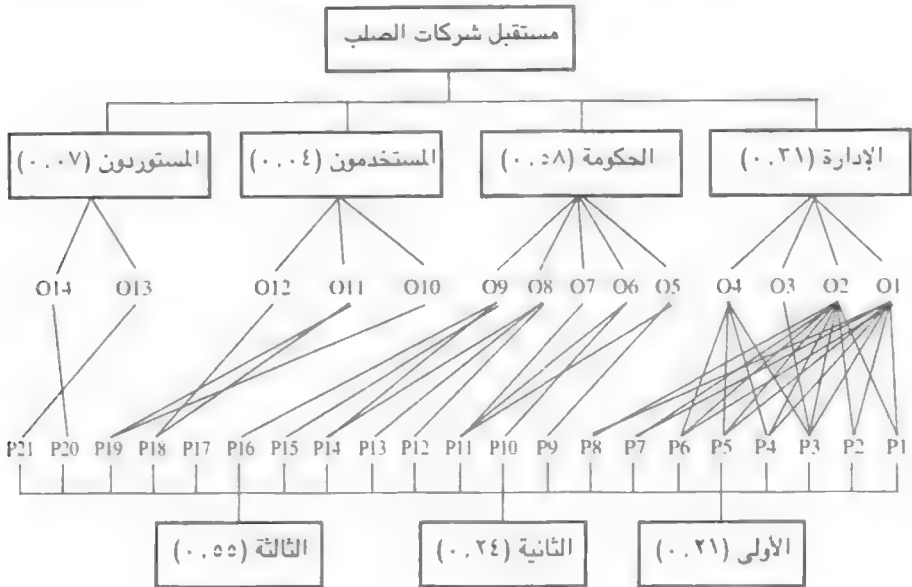 مستقبل شركات الصلب
الإدارة (٠.٣١) الحكومة (٠.٥٨) المستخدمون (٠.٠٤) المستوردون (٠.٠٧)
O1 O2 O3 O4 O5 O6 O7 O8 O9 O10 O11 O12 O13 O14
P1 P2 P3 P4 P5 P6 P7 P8 P9 P10 P11 P12 P13 P14 P15 P16 P17 P18 P19 P20 P21
الأولى (٠.٢١) الثانية (٠.٢٤) الثالثة (٠.٥٥)